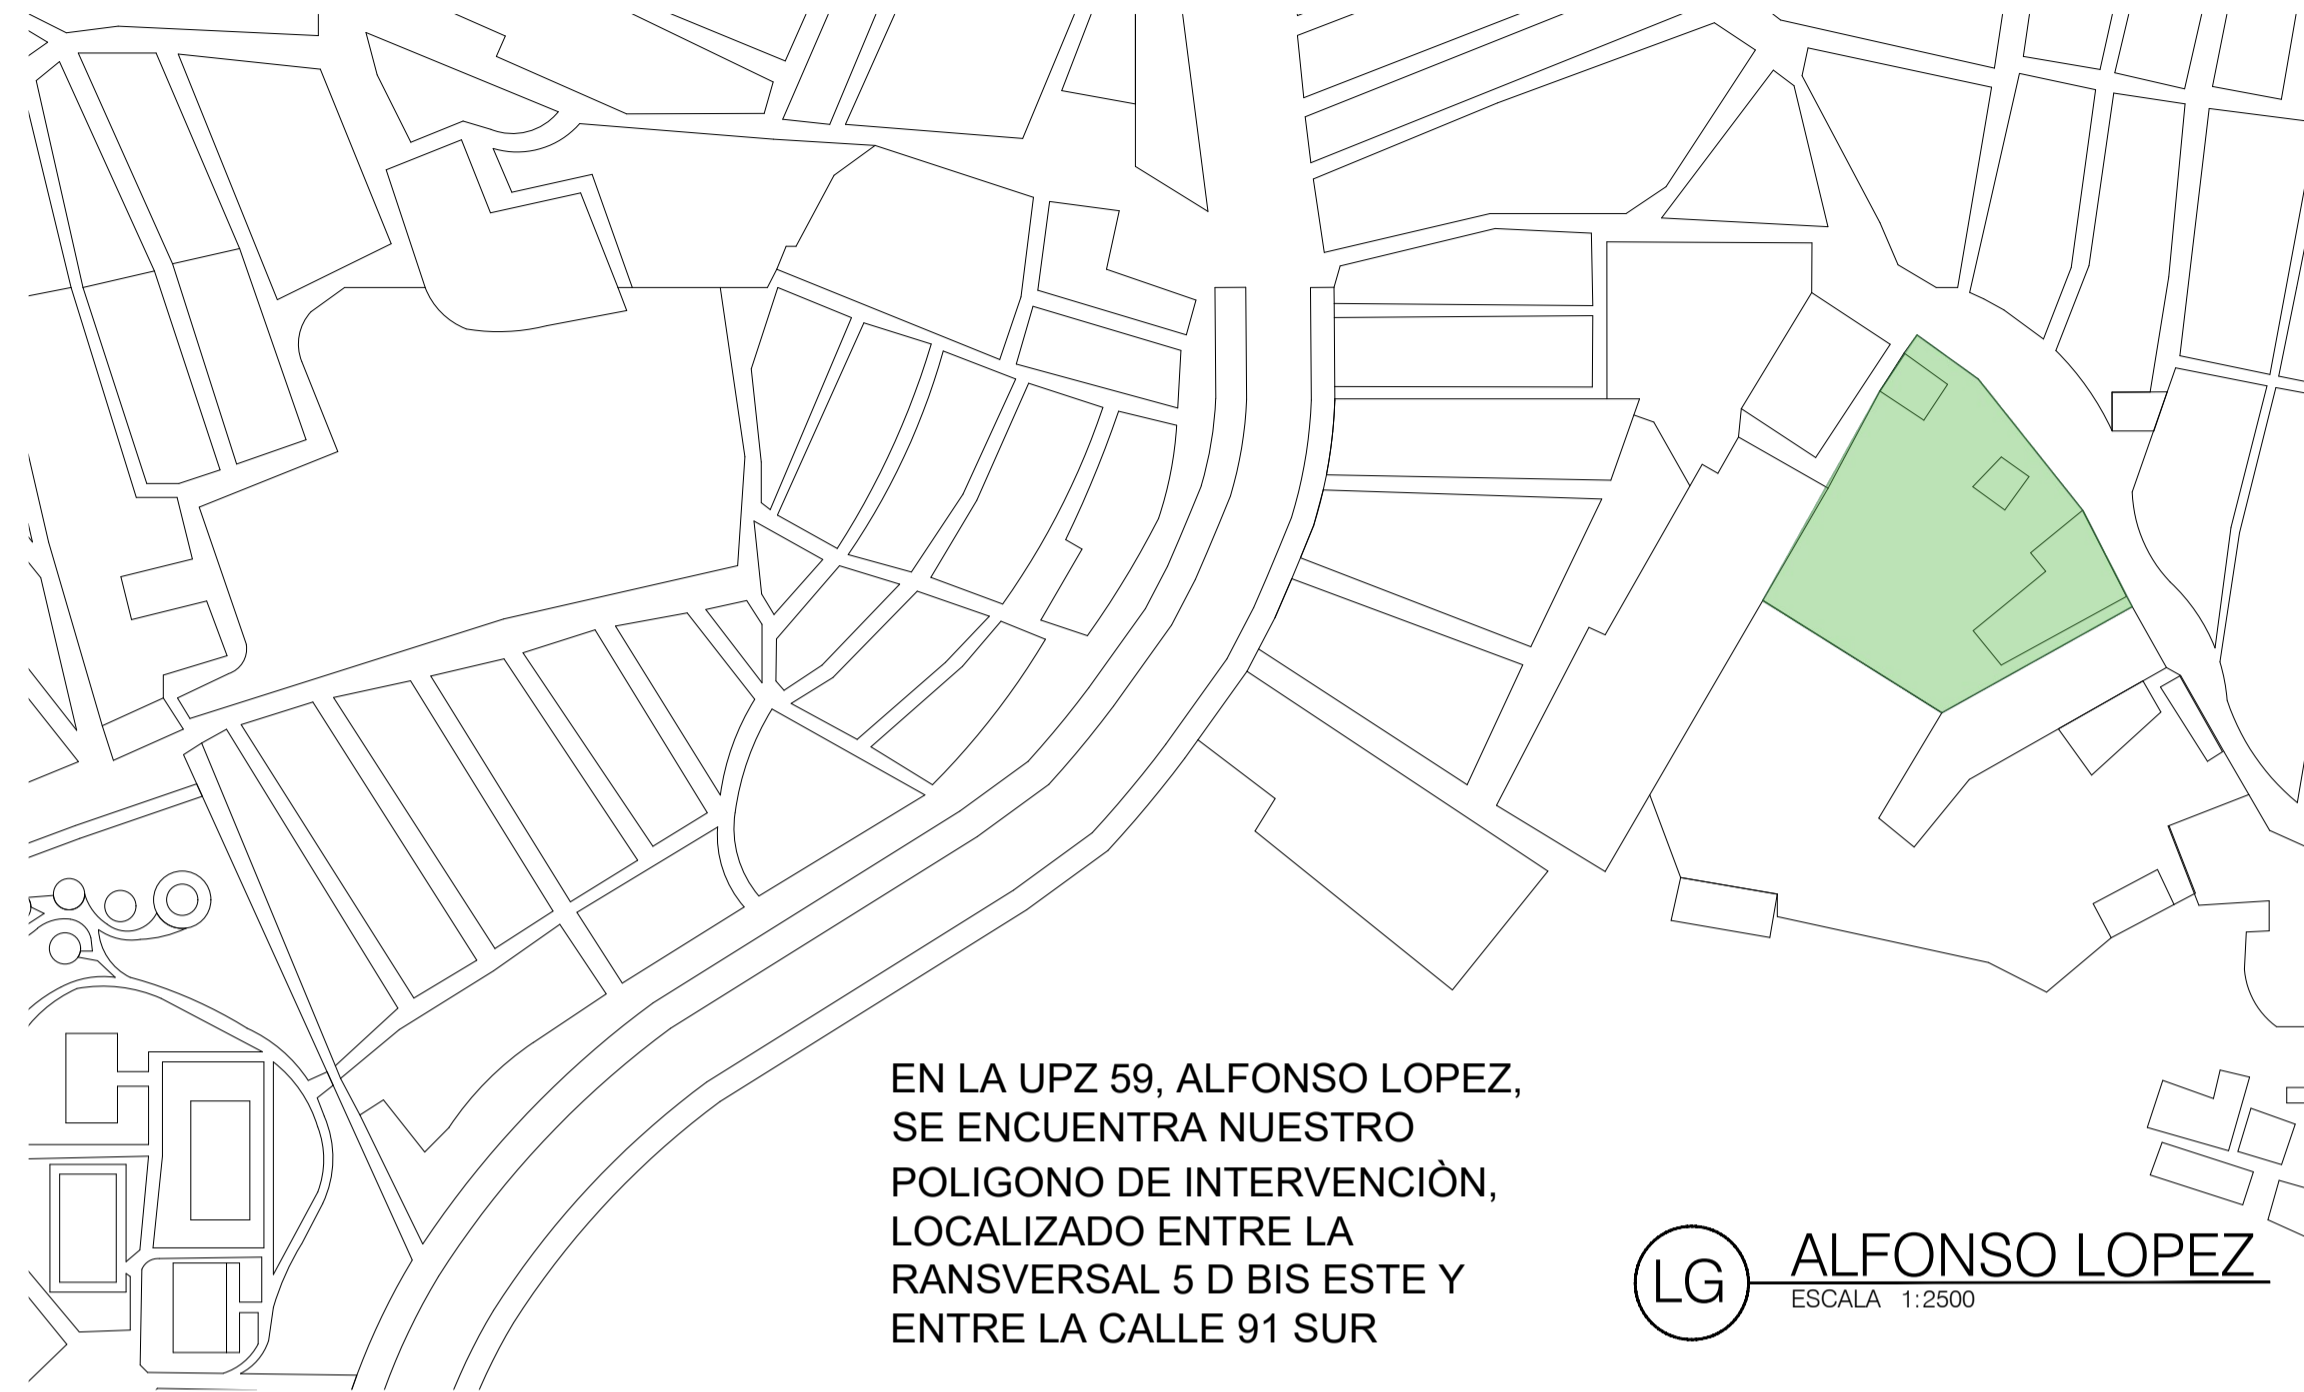 EN LA UPZ 59, ALFONSO LOPEZ,
SE ENCUENTRA NUESTRO
POLIGONO DE INTERVENCIÒN,
LOCALIZADO ENTRE LA
RANSVERSAL 5 D BIS ESTE Y
ENTRE LA CALLE 91 SUR
LG
ALFONSO LOPEZ
ESCALA 1:2500